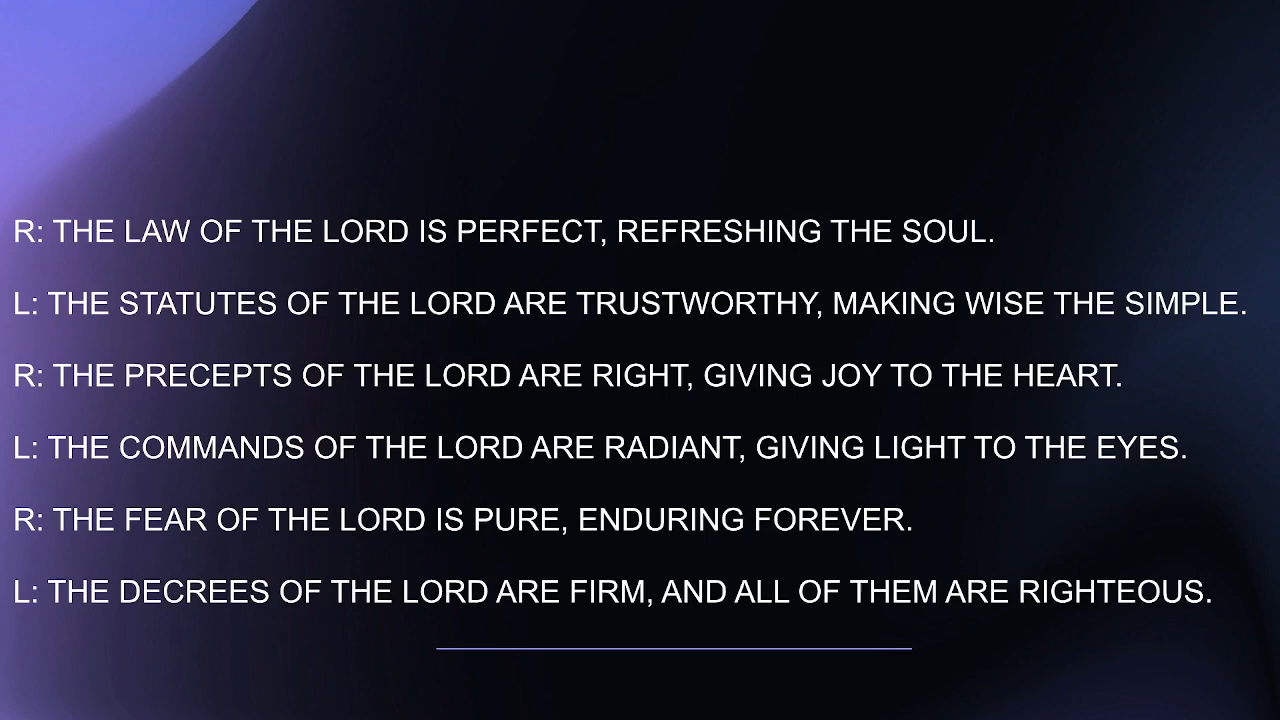 R: THE LAW OF THE LORD IS PERFECT, REFRESHING THE SOUL.
L: THE STATUTES OF THE LORD ARE TRUSTWORTHY, MAKING WISE THE SIMPLE.
R: THE PRECEPTS OF THE LORD ARE RIGHT, GIVING JOY TO THE HEART.
L: THE COMMANDS OF THE LORD ARE RADIANT, GIVING LIGHT TO THE EYES.
R: THE FEAR OF THE LORD IS PURE, ENDURING FOREVER.
L: THE DECREES OF THE LORD ARE FIRM, AND ALL OF THEM ARE RIGHTEOUS.